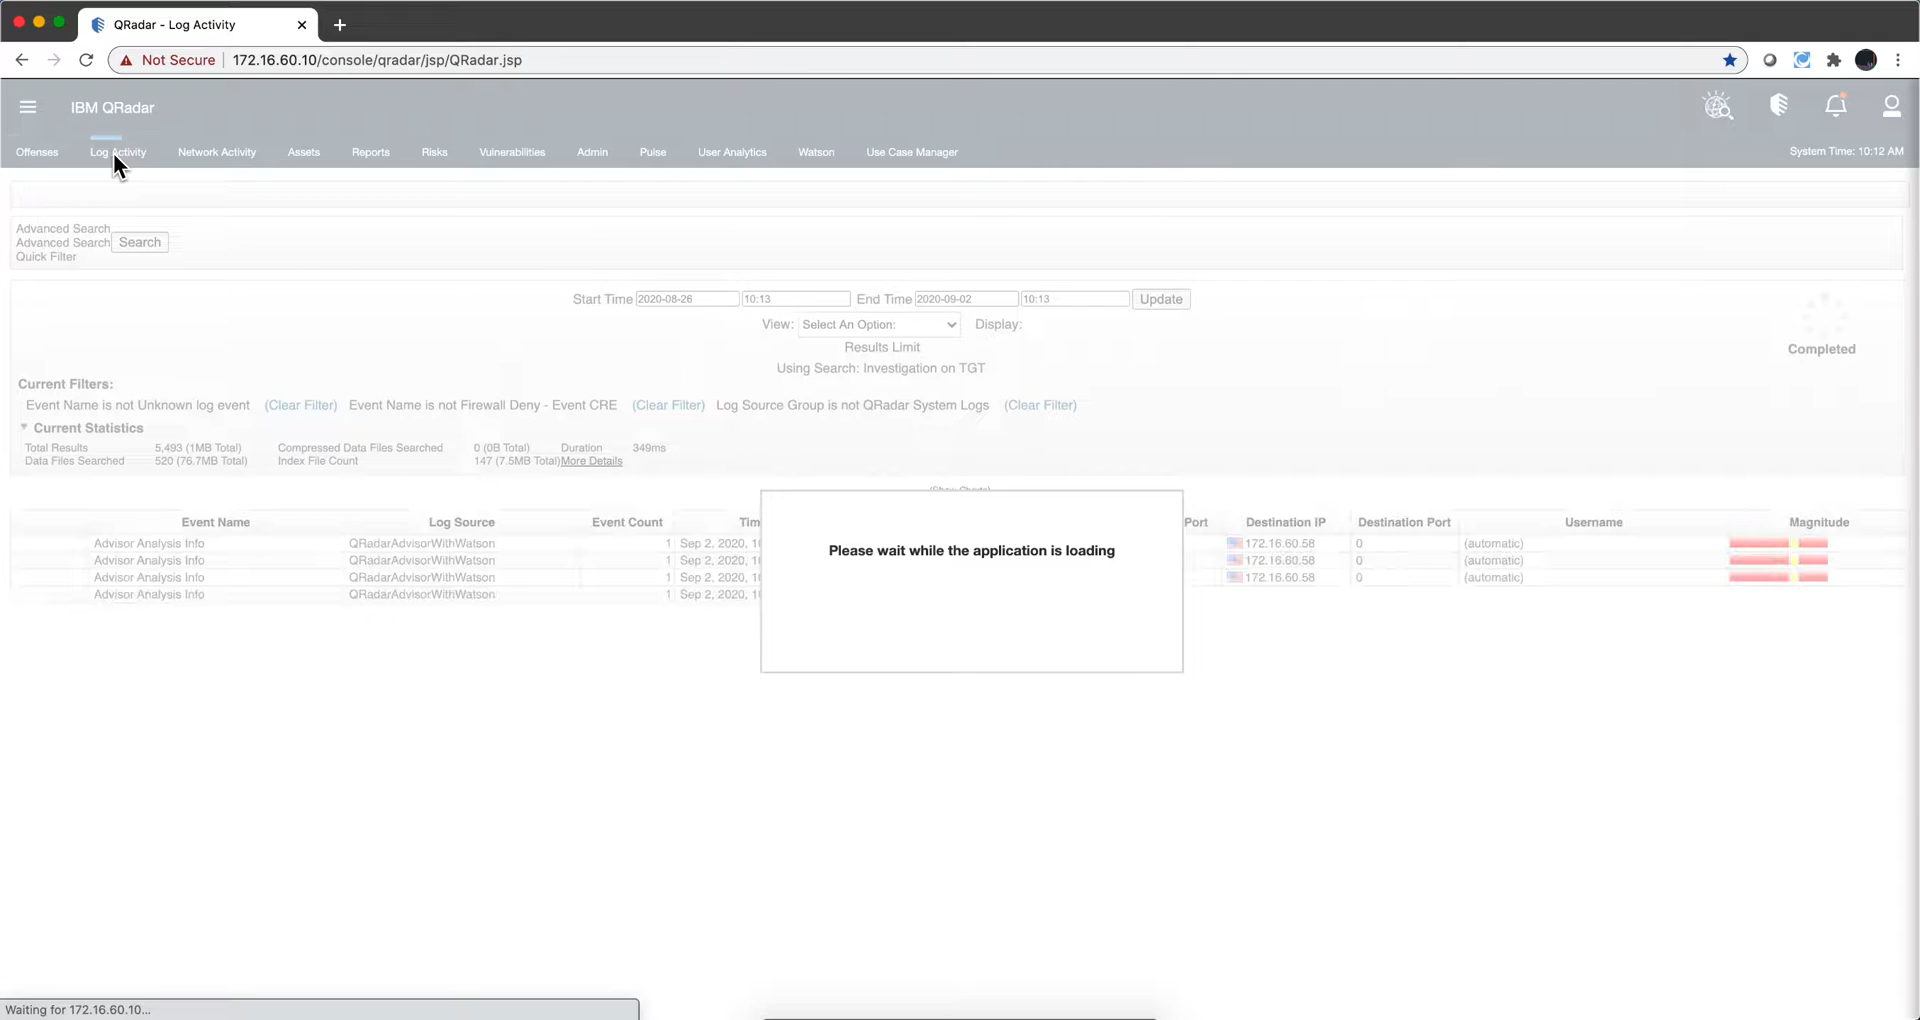 QRadar - Log Activity
Not Secure 172.16.60.10/console/qradar/jsp/QRadar.jsp
IBM QRadar
Offenses Log Activity Network Activity Assets Reports Risks Vulnerabilities Admin Pulse User Analytics Watson Use Case Manager System Time: 10:12 AM
Advanced Search
Advanced Search Search
Quick Filter
Start Time 2020-08-26 10:13 End Time 2020-09-02 10:13 Update
View: Select An Option: Display:
Results Limit
Completed
Using Search: Investigation on TGT
Current Filters:
Event Name is not Unknown log event (Clear Filter) Event Name is not Firewall Deny - Event CRE (Clear Filter) Log Source Group is not QRadar System Logs (Clear Filter)
Current Statistics
Total Results 5,493 (1MB Total) Compressed Data Files Searched 0 (0B Total) Duration 349ms
Data Files Searched 520 (76.7MB Total) Index File Count 147 (7.5MB Total) More Details
(Show Charts)
Event Name Log Source Event Count Tim Port Destination IP Destination Port Username Magnitude
Advisor Analysis Info QRadarAdvisorWithWatson 1 Sep 2, 2020, 172.16.60.58 0 (automatic)
Advisor Analysis Info QRadarAdvisorWithWatson 1 Sep 2, 2020, 172.16.60.58 0 (automatic)
Advisor Analysis Info QRadarAdvisorWithWatson 1 Sep 2, 2020, 172.16.60.58 0 (automatic)
Advisor Analysis Info QRadarAdvisorWithWatson 1 Sep 2, 2020,
Please wait while the application is loading
Waiting for 172.16.60.10...